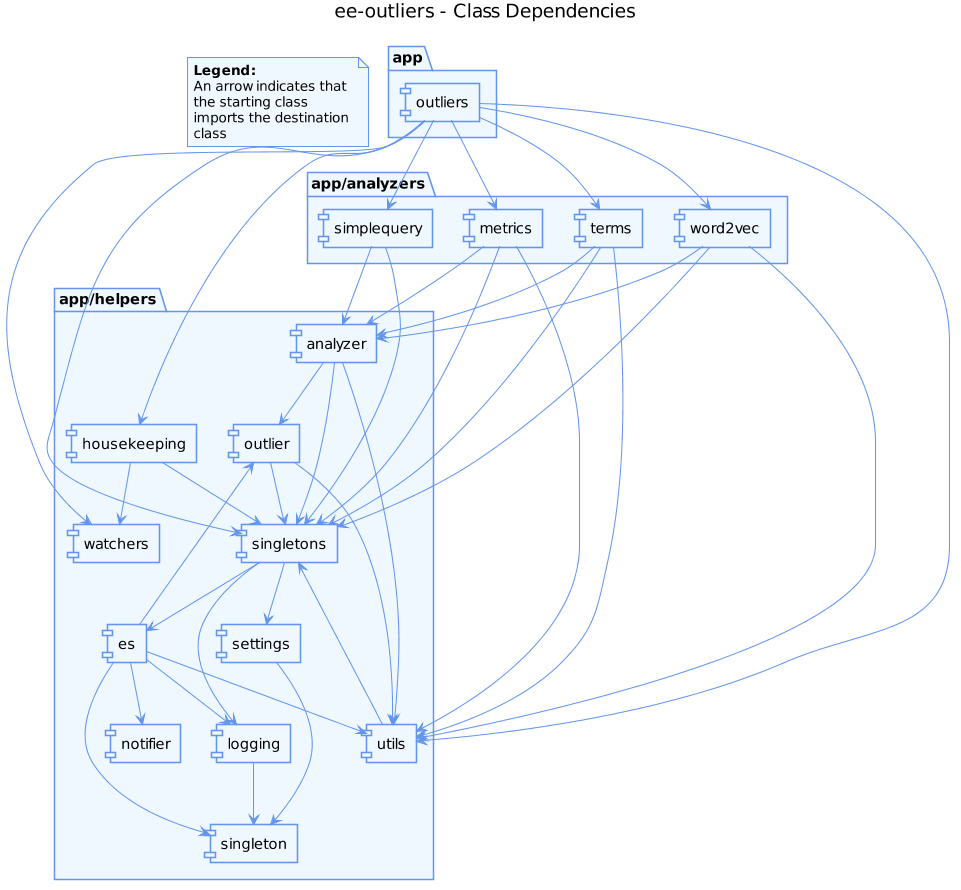 ee-outliers - Class Dependencies
app
Legend:
An arrow indicates that
the starting class
imports the destination
class
outliers
app/analyzers
simplequery
metrics
terms
word2vec
app/helpers
analyzer
housekeeping
outlier
watchers
singletons
es
settings
notifier
logging
utils
singleton